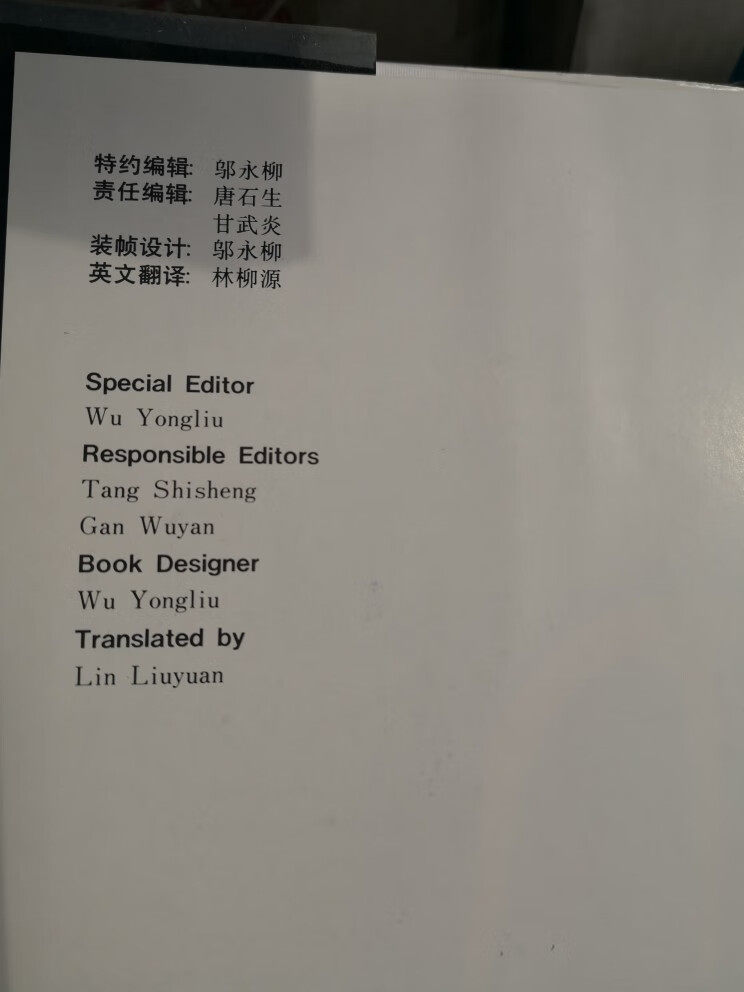 特约编辑: 邬永柳
责任编辑: 唐石生
甘武炎
装帧设计: 邬永柳
英文翻译: 林柳源
Special Editor
Wu Yongliu
Responsible Editors
Tang Shisheng
Gan Wuyan
Book Designer
Wu Yongliu
Translated by
Lin Liuyuan